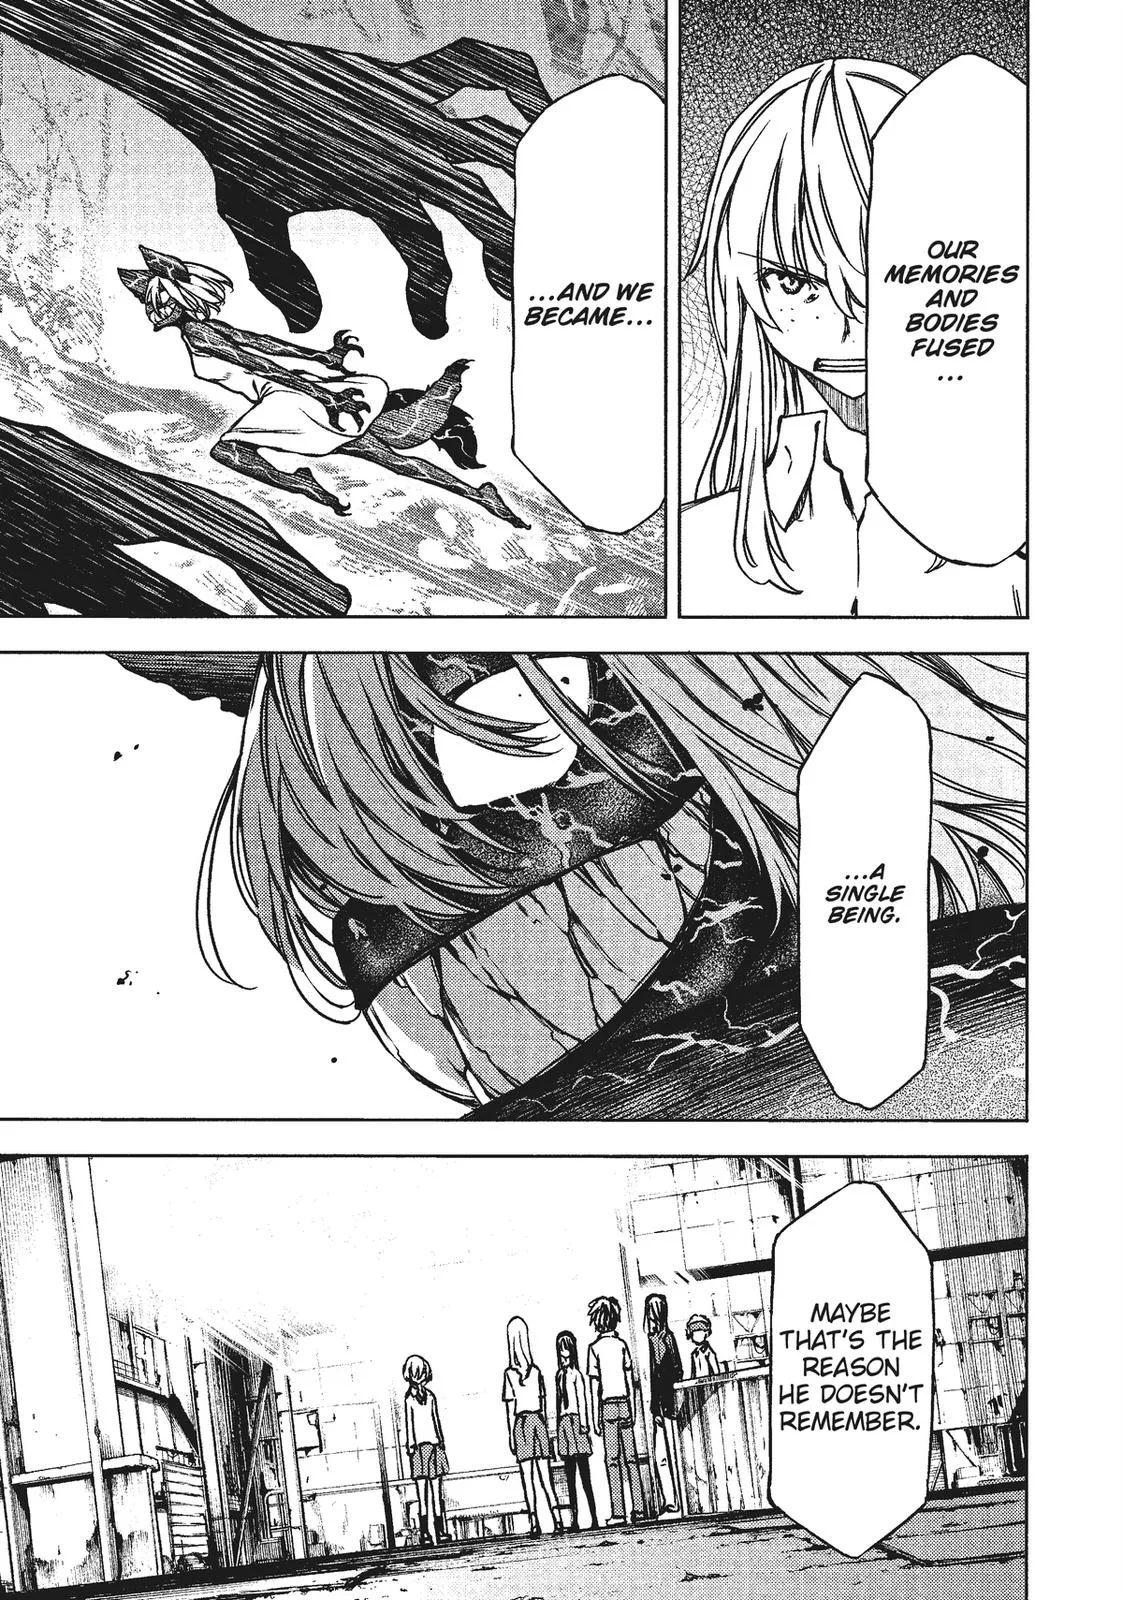 OUR
MEMORIES
AND
BODIES
FUSED
...
...AND WE
BECAME...
...A
SINGLE
BEING.
MAYBE
THAT'S THE
REASON
HE DOESN'T
REMEMBER.